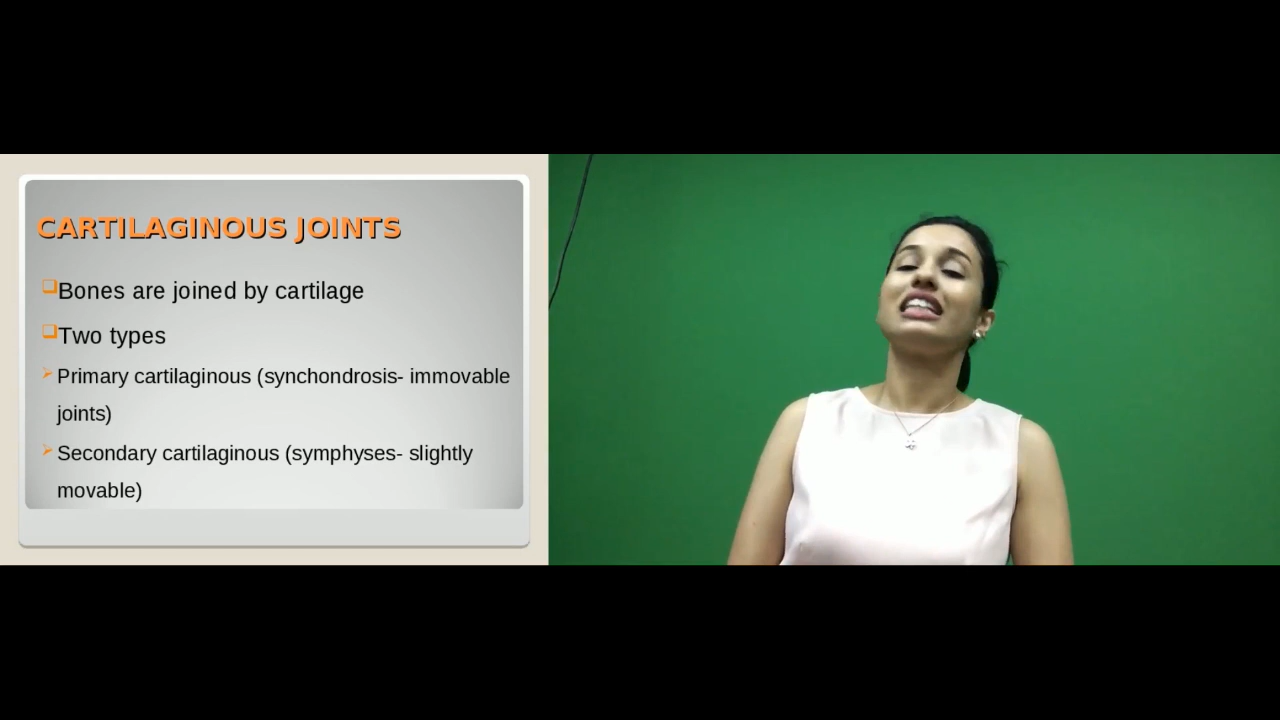 CARTILAGINOUS JOINTS
Bones are joined by cartilage
Two types
Primary cartilaginous (synchondrosis- immovable
joints)
Secondary cartilaginous (symphyses- slightly
movable)